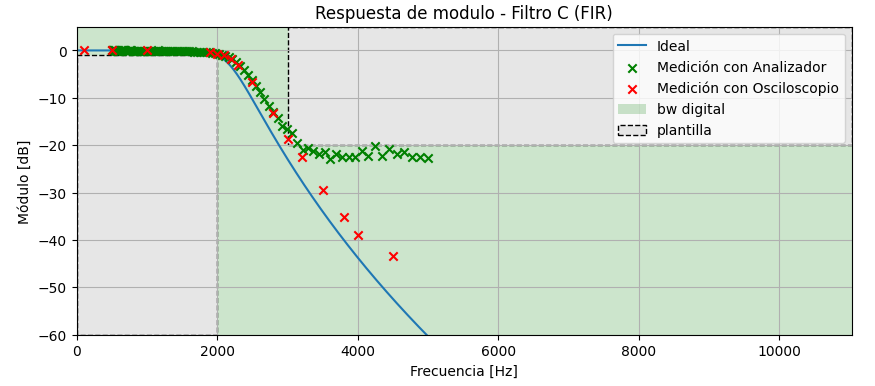 Respuesta de modulo - Filtro C (FIR)
Ideal
Medición con Analizador
Medición con Osciloscopio
bw digital
plantilla
Módulo [dB]
0
−10
−20
−30
−40
−50
−60
0 2000 4000 6000 8000 10000
Frecuencia [Hz]